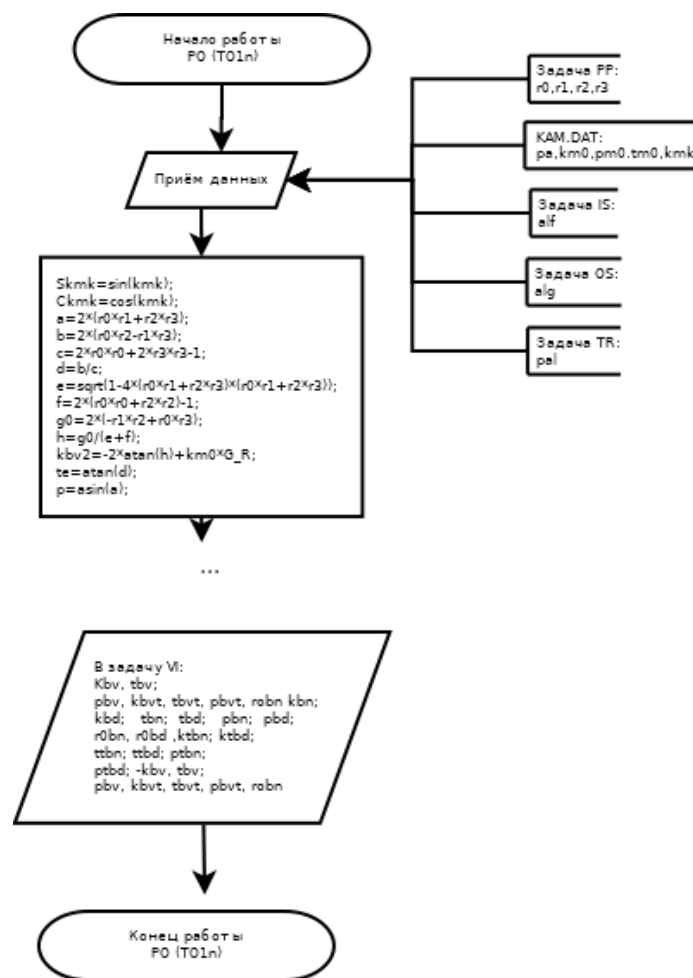 Начало работы
РО (Т01n)
Приём данных
Задача РР:
r0,r1,r2,r3
KAM.DAT:
pa,km0,pm0.tm0,kmk
Задача IS:
alf
Задача OS:
alg
Задача TR:
pal
Skmk=sin(kmk);
Ckmk=cos(kmk);
a=2*(r0*r1+r2*r3);
b=2*(r0*r2-r1*r3);
c=2*r0*r0+2*r3*r3-1;
d=b/c;
e=sqrt(1-4*(r0*r1+r2*r3)*(r0*r1+r2*r3));
f=2*(r0*r0+r2*r2)-1;
g0=2*(-r1*r2+r0*r3);
h=g0/(e+f);
kbv2=-2*atan(h)+km0*G_R;
te=atan(d);
p=asin(a);
...
В задачу VI:
Kbv, tbv;
pbv, kbvt, tbvt, pbvt, robn kbn;
kbd; tbn; tbd; pbn; pbd;
r0bn, r0bd ,ktbn; ktbd;
ttbn; ttbd; ptbn;
ptbd; -kbv, tbv;
pbv, kbvt, tbvt, pbvt, robn
Конец работы
РО (Т01n)